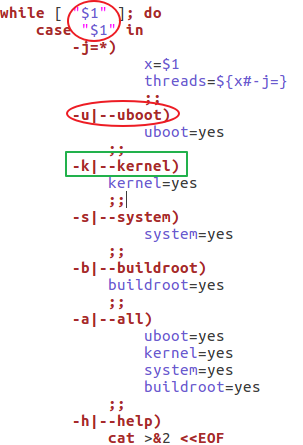 while [ "$1" ]; do
case "$1" in
-j=*)
x=$1
threads=${x#-j=}
;;
-u|--uboot)
uboot=yes
;;
-k|--kernel)
kernel=yes
;;
-s|--system)
system=yes
;;
-b|--buildroot)
buildroot=yes
;;
-a|--all)
uboot=yes
kernel=yes
system=yes
buildroot=yes
;;
-h|--help)
cat >&2 <<EOF